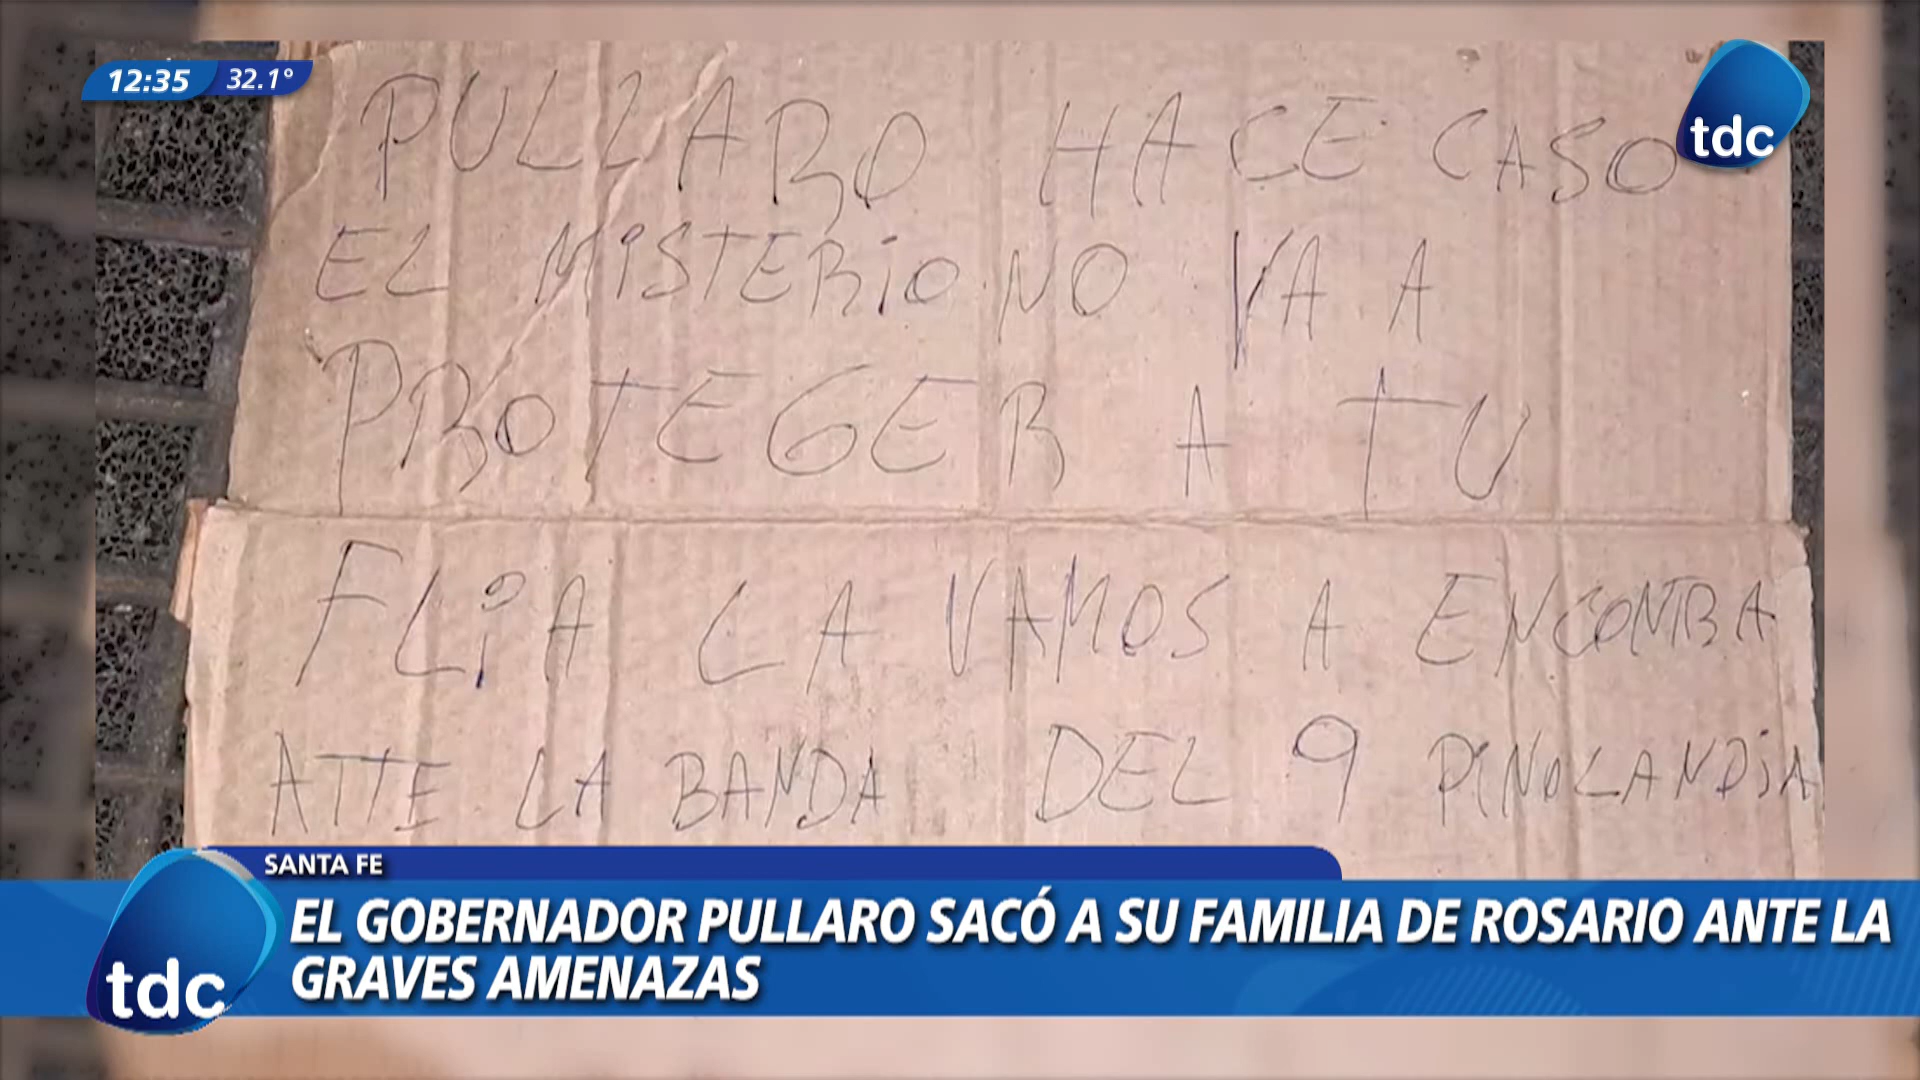 12:35 32.1°
tdc
PULLARO HACE CASO
EL MiSTERiO NO VA A
PROTEGER A TU
FLiA LA VAMOS A ENCONTRA
ATTE LA BANDA DEL 9 PINOLANDiA
SANTA FE
EL GOBERNADOR PULLARO SACÓ A SU FAMILIA DE ROSARIO ANTE LA
GRAVES AMENAZAS
tdc